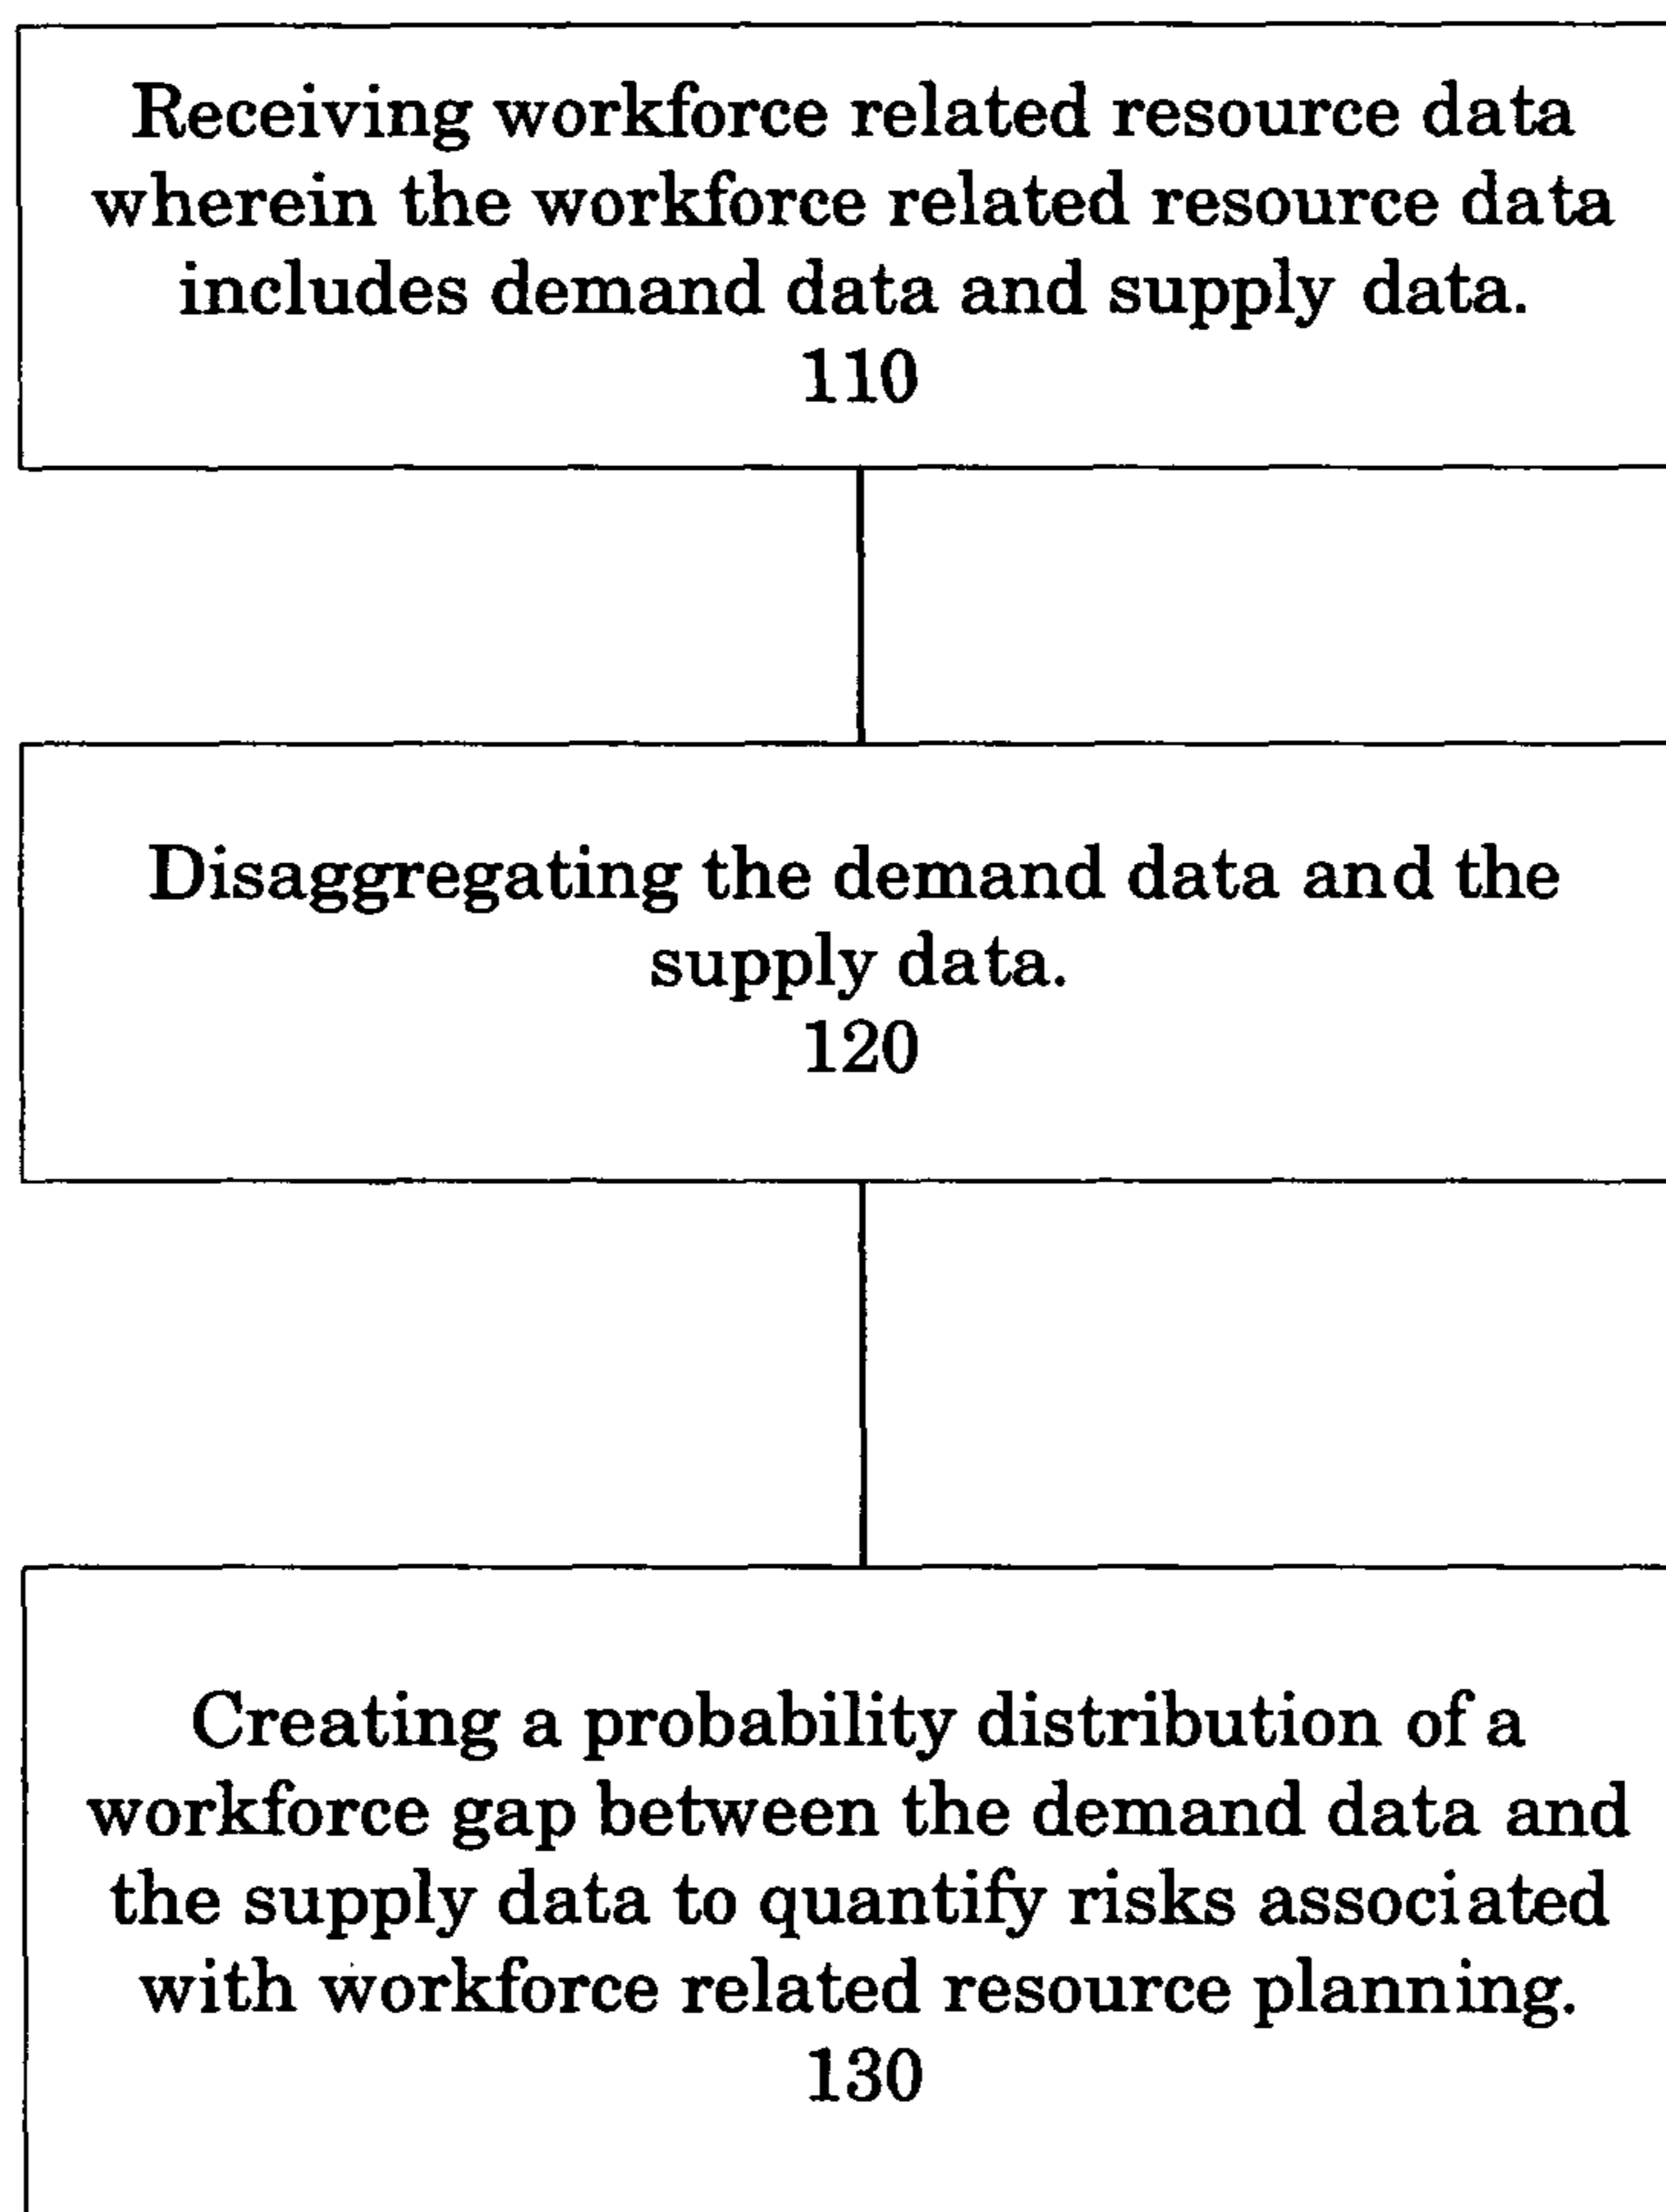 Receiving workforce related resource data
wherein the workforce related resource data
includes demand data and supply data.
110
Disaggregating the demand data and the
supply data.
120
Creating a probability distribution of a
workforce gap between the demand data and
the supply data to quantify risks associated
with workforce related resource planning.
130